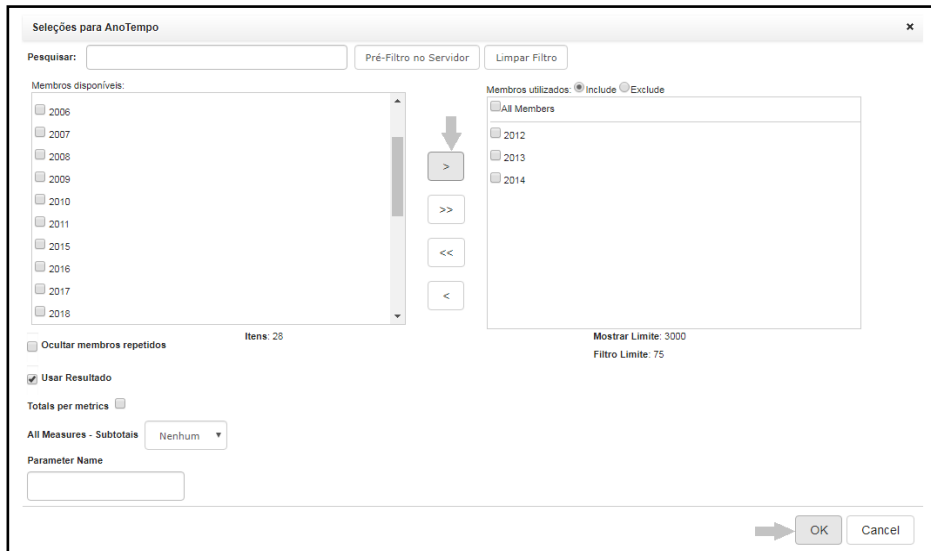 Seleções para AnoTempo ×
Pesquisar: Pré-Filtro no Servidor Limpar Filtro
Membros disponíveis:
2006
2007
2008
2009
2010
2011
2015
2016
2017
2018
Itens: 28
>
>>
<<
<
Membros utilizados: Include Exclude
All Members
2012
2013
2014
Mostrar Limite: 3000
Filtro Limite: 75
Ocultar membros repetidos
Usar Resultado
Totals per metrics
All Measures - Subtotais Nenhum
Parameter Name
OK Cancel